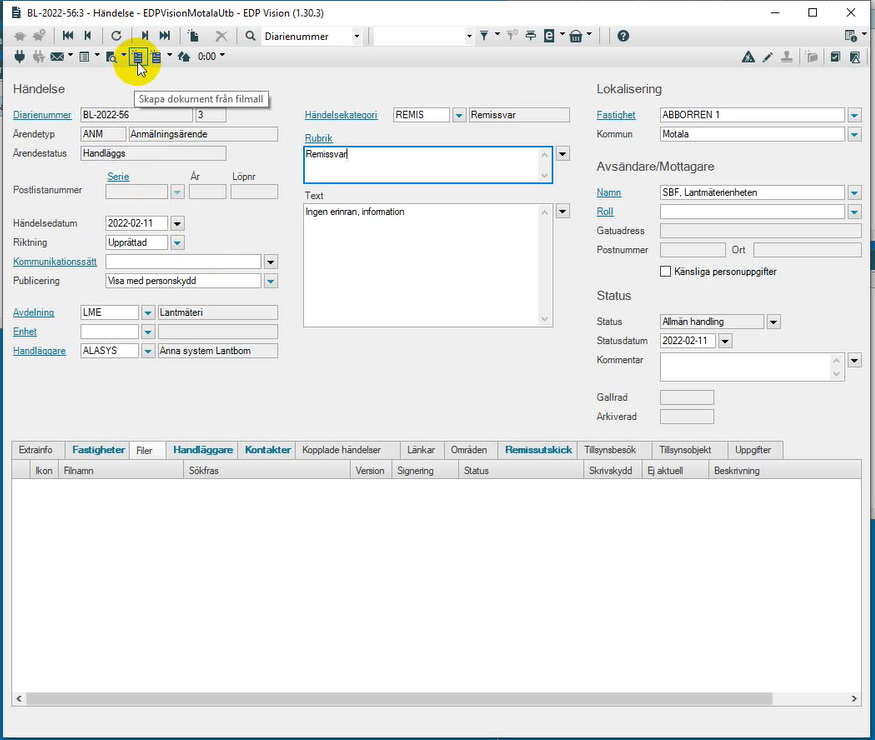 BL-2022-56:3 - Händelse - EDPVisionMotalaUtb - EDP Vision (1.30.3)
Diarienummer
0:00
Skapa dokument från filmall
Händelse
Diarienummer BL-2022-56 3
Ärendetyp ANM Anmälningsärende
Ärendestatus Handläggs
Serie År Löpnr
Postlistanummer
Händelsedatum 2022-02-11
Riktning Upprättad
Kommunikationssätt
Publicering Visa med personskydd
Avdelning LME Lantmäteri
Enhet
Handläggare ALASYS Anna system Lantbom
Händelsekategori REMIS Remissvar
Rubrik
Remissvar
Text
Ingen erinran, information
Lokalisering
Fastighet ABBORREN 1
Kommun Motala
Avsändare/Mottagare
Namn SBF, Lantmäterienheten
Roll
Gatuadress
Postnummer Ort
Känsliga personuppgifter
Status
Status Allmän handling
Statusdatum 2022-02-11
Kommentar
Gallrad
Arkiverad
Extrainfo Fastigheter Filer Handläggare Kontakter Kopplade händelser Länkar Områden Remissutskick Tillsynsbesök Tillsynsobjekt Uppgifter
Ikon Filnamn Sökfras Version Signering Status Skrivskydd Ej aktuell Beskrivning